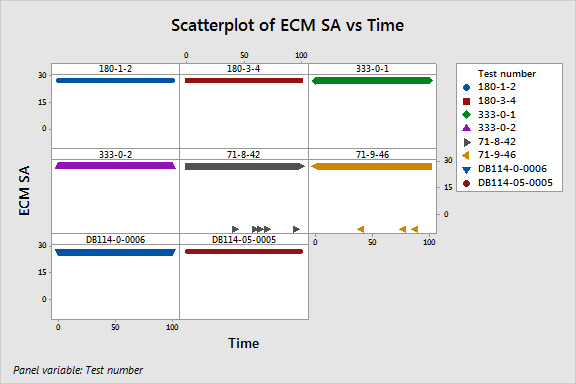 Scatterplot of ECM SA vs Time
0 50 100
180-1-2 180-3-4 333-0-1
30
15
0
333-0-2 71-8-42 71-9-46
30
15
0
DB114-0-0006 DB114-05-0005
0 50 100
30
15
0
0 50 100
ECM SA
Time
Test number
180-1-2
180-3-4
333-0-1
333-0-2
71-8-42
71-9-46
DB114-0-0006
DB114-05-0005
Panel variable: Test number